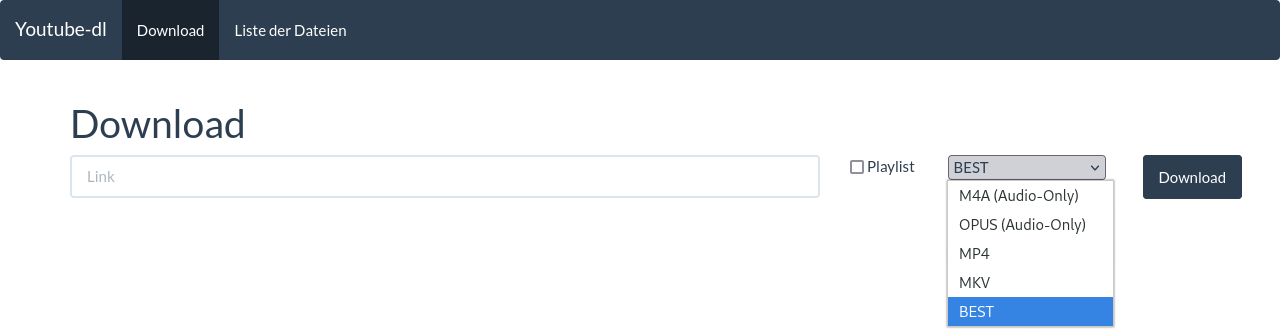 Youtube-dl Download Liste der Dateien
Download
Link Playlist BEST Download
M4A (Audio-Only)
OPUS (Audio-Only)
MP4
MKV
BEST